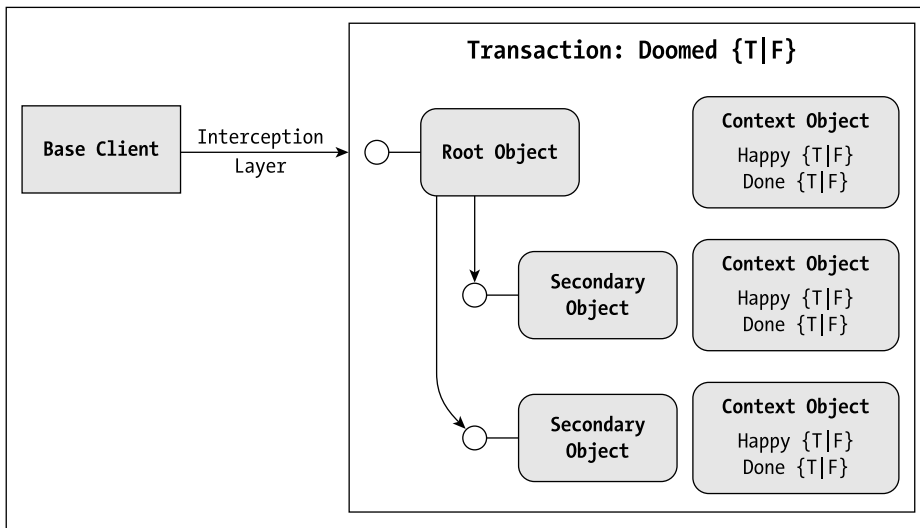 Transaction: Doomed {T|F}
Base Client
Interception
Layer
Root Object
Context Object
Happy {T|F}
Done {T|F}
Secondary
Object
Context Object
Happy {T|F}
Done {T|F}
Secondary
Object
Context Object
Happy {T|F}
Done {T|F}